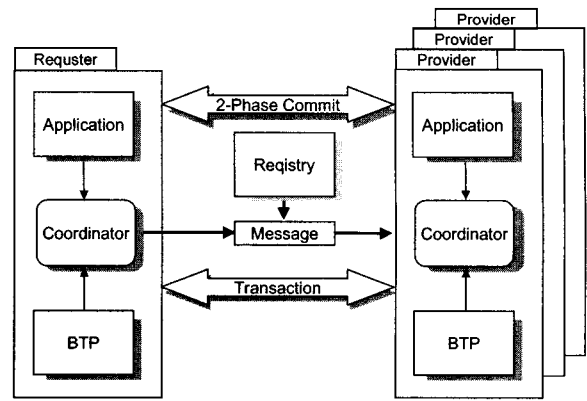 Provider
Provider
Requster
Provider
2-Phase Commit
Application
Application
Reqistry
Coordinator
Message
Coordinator
Transaction
BTP
BTP